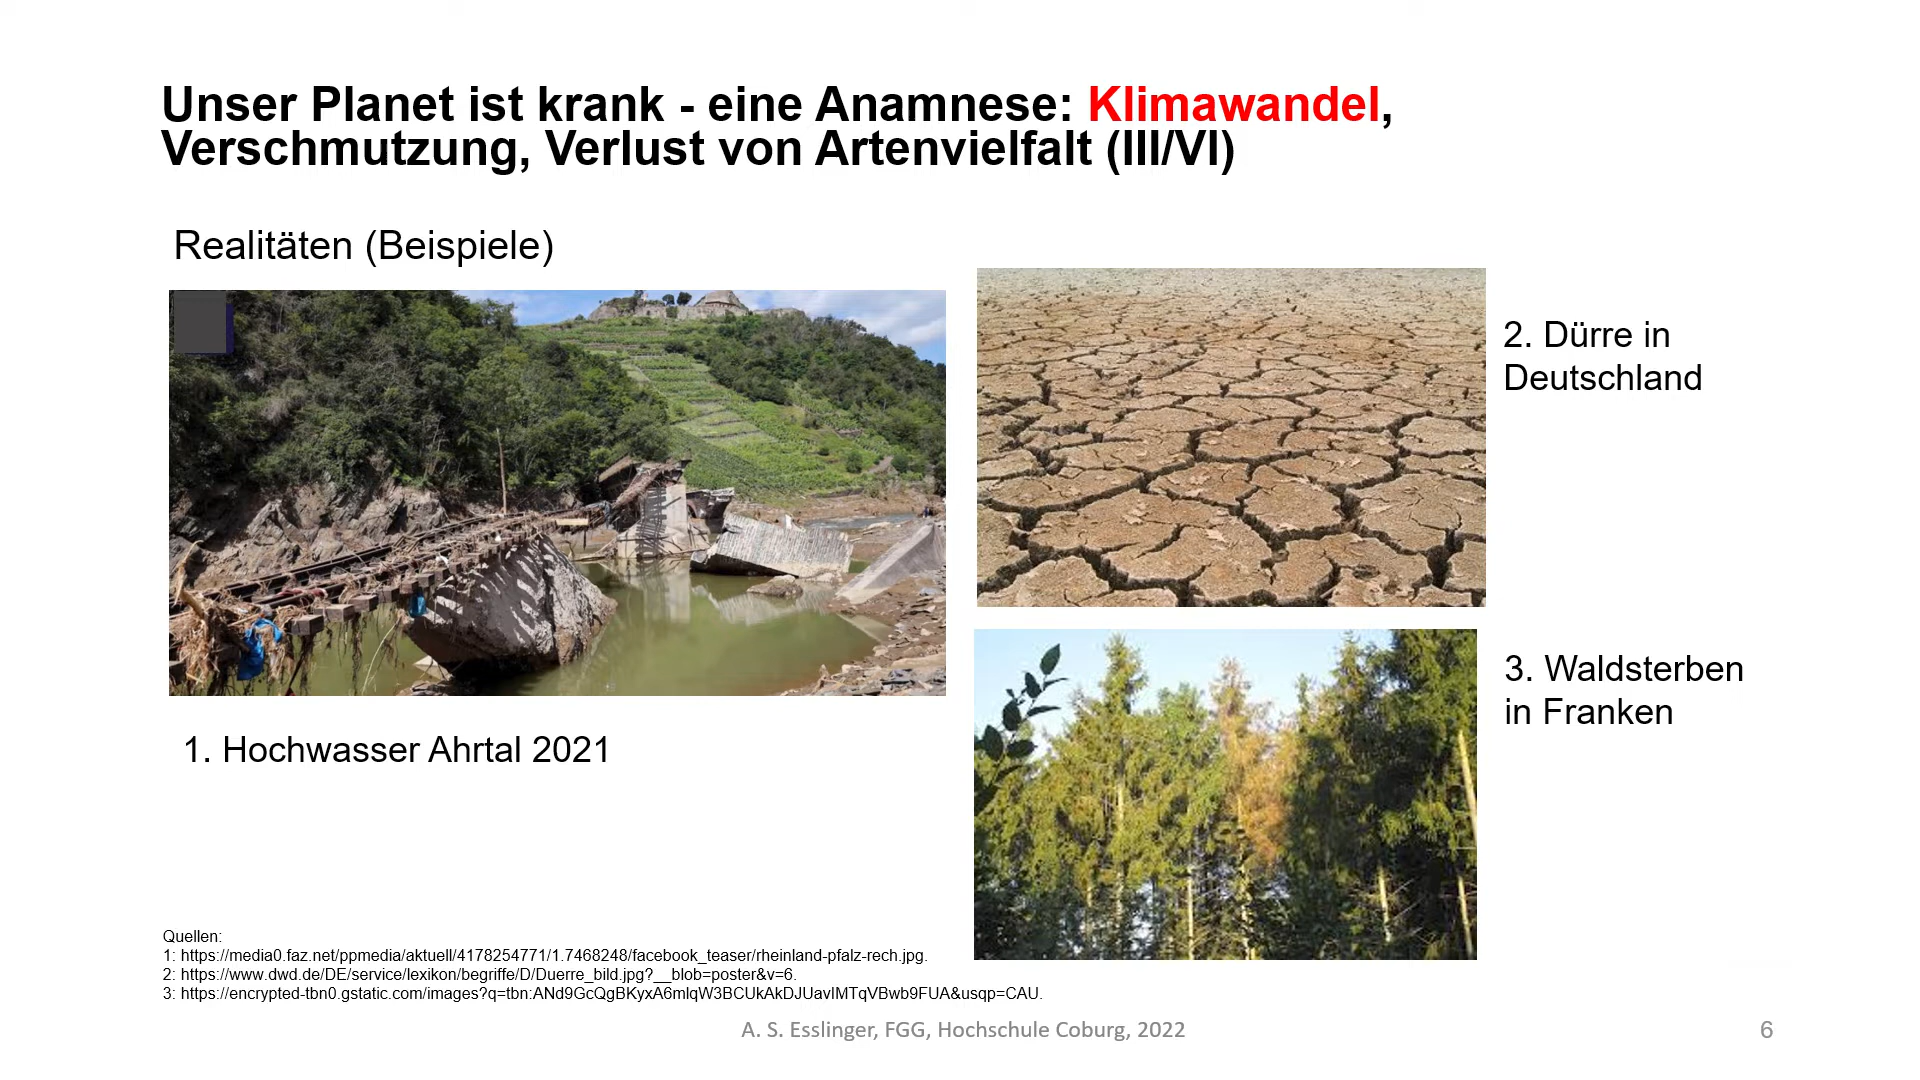 Unser Planet ist krank - eine Anamnese: Klimawandel,
Verschmutzung, Verlust von Artenvielfalt (III/VI)
Realitäten (Beispiele)
2. Dürre in
Deutschland
3. Waldsterben
in Franken
1. Hochwasser Ahrtal 2021
Quellen:
1: https://media0.faz.net/ppmedia/aktuell/4178254771/1.7468248/facebook_teaser/rheinland-pfalz-rech.jpg.
2: https://www.dwd.de/DE/service/lexikon/begriffe/D/Duerre_bild.jpg?__blob=poster&v=6.
3: https://encrypted-tbn0.gstatic.com/images?q=tbn:ANd9GcQgBKyxA6mlqW3BCUkAkDJUavIMTqVBwb9FUA&usqp=CAU.
A. S. Esslinger, FGG, Hochschule Coburg, 2022
6